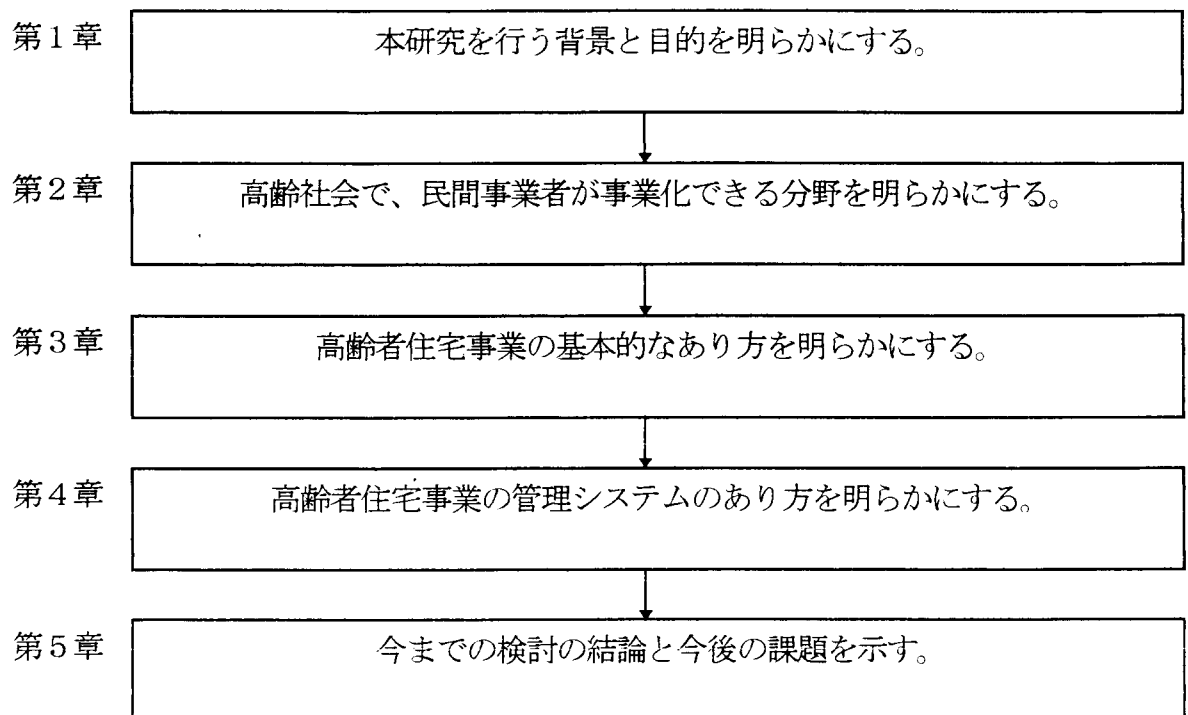 第1章 本研究を行う背景と目的を明らかにする。
第2章 高齢社会で、民間事業者が事業化できる分野を明らかにする。
第3章 高齢者住宅事業の基本的なあり方を明らかにする。
第4章 高齢者住宅事業の管理システムのあり方を明らかにする。
第5章 今までの検討の結論と今後の課題を示す。